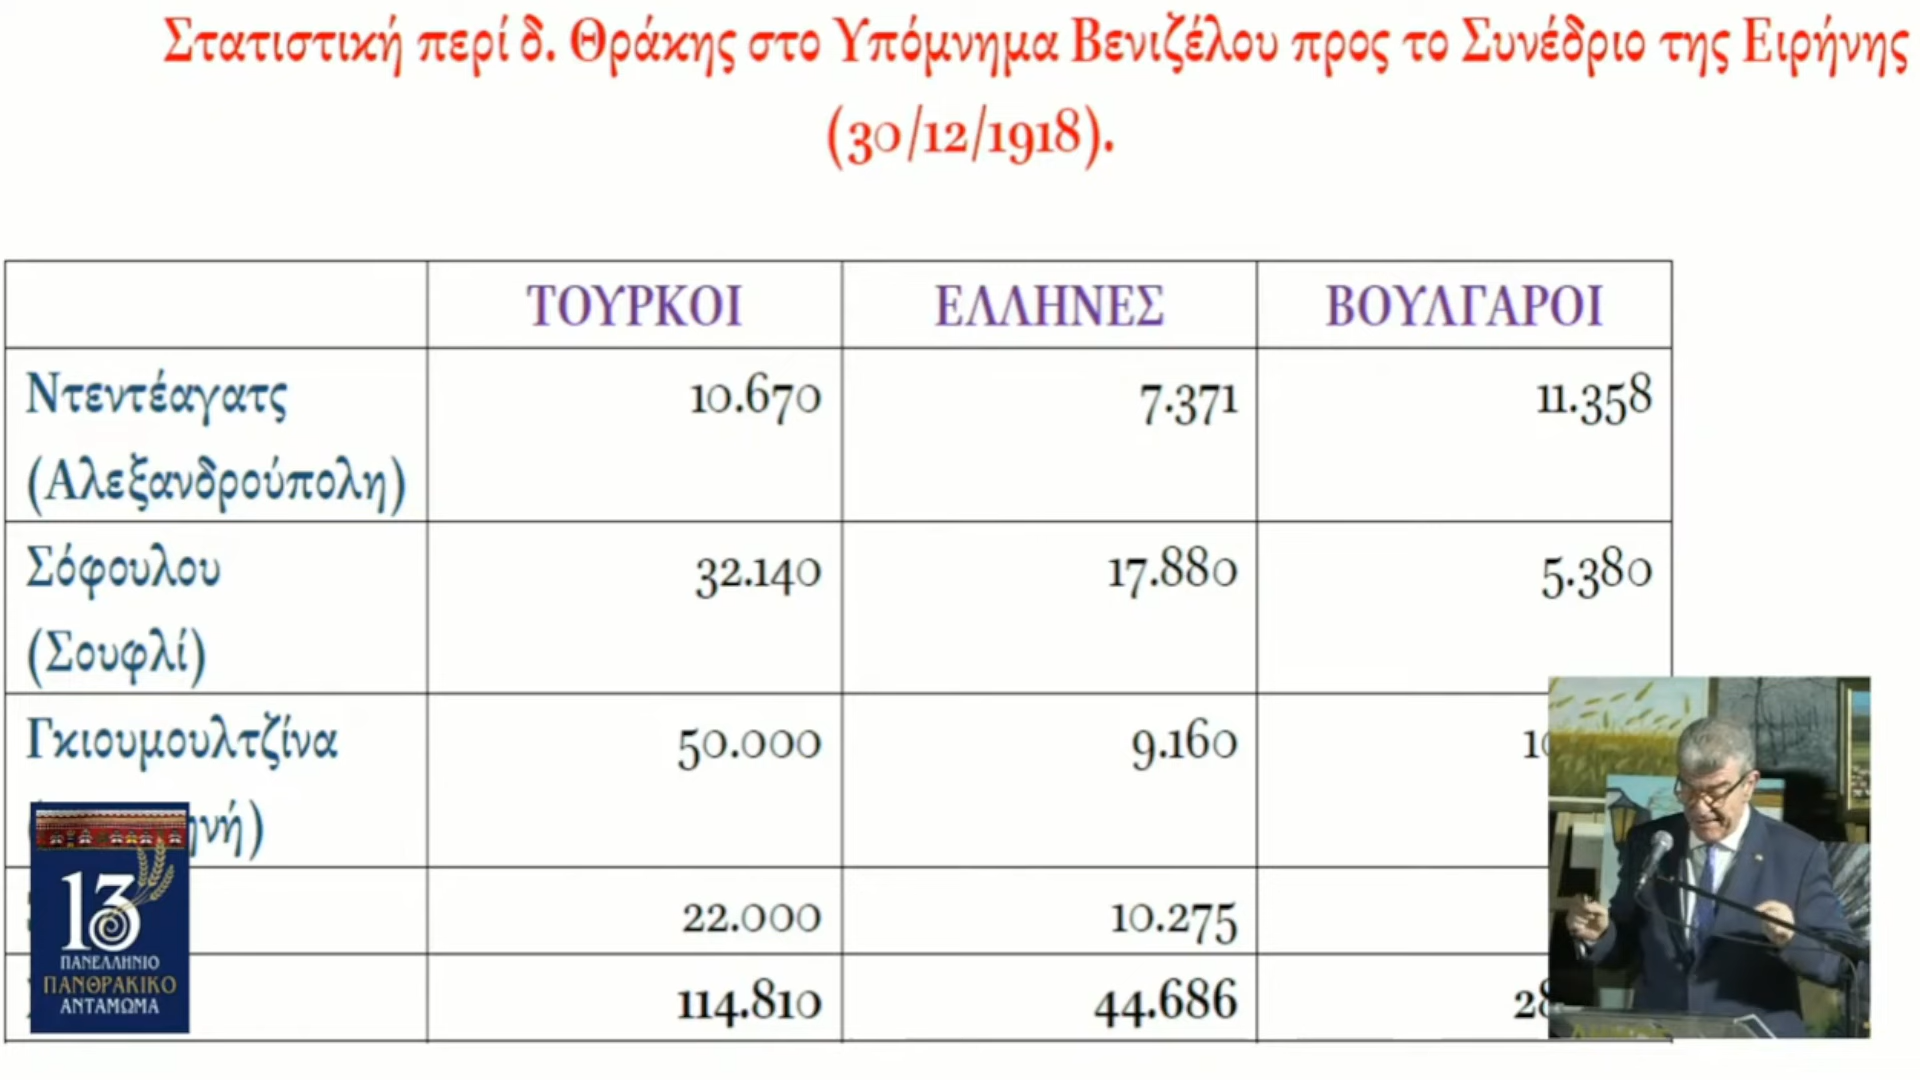 Στατιστική περί δ. Θράκης στο Υπόμνημα Βενιζέλου προς το Συνέδριο της Ειρήνης
(30/12/1918).
ΤΟΥΡΚΟΙ ΕΛΛΗΝΕΣ ΒΟΥΛΓΑΡΟΙ
Ντεντέαγατς 10.670 7.371 11.358
(Αλεξανδρούπολη)
Σόφουλου 32.140 17.880 5.380
(Σουφλί)
Γκιουμουλτζίνα 50.000 9.160
22.000 10.275
114.810 44.686
13
ΠΑΝΕΛΛΗΝΙΟ
ΠΑΝΘΡΑΚΙΚΟ
ΑΝΤΑΜΩΜΑ